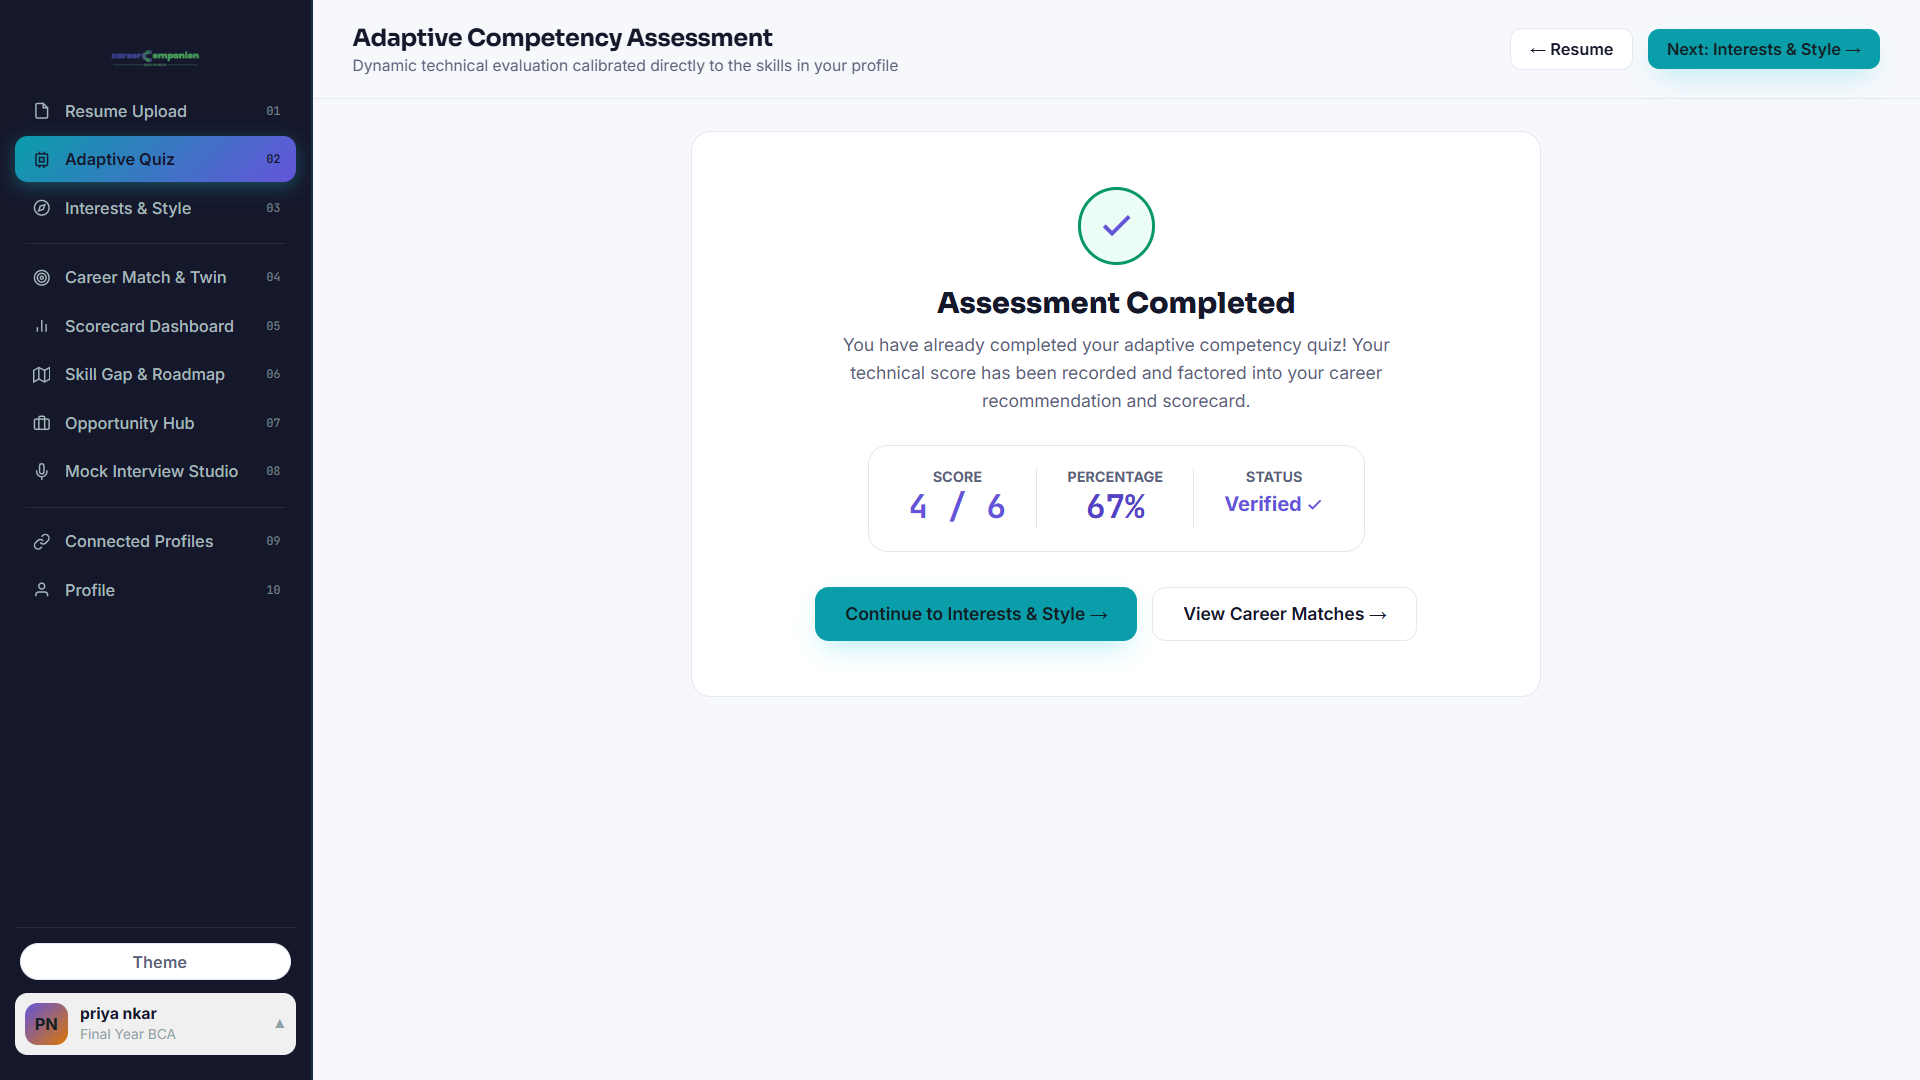 careerCompanion
Resume Upload 01
Adaptive Quiz 02
Interests & Style 03
Career Match & Twin 04
Scorecard Dashboard 05
Skill Gap & Roadmap 06
Opportunity Hub 07
Mock Interview Studio 08
Connected Profiles 09
Profile 10
Theme
PN
priya nkar
Final Year BCA
▲
Adaptive Competency Assessment
Dynamic technical evaluation calibrated directly to the skills in your profile
← Resume
Next: Interests & Style →
Assessment Completed
You have already completed your adaptive competency quiz! Your
technical score has been recorded and factored into your career
recommendation and scorecard.
SCORE
4 / 6
PERCENTAGE
67%
STATUS
Verified ✓
Continue to Interests & Style →
View Career Matches →